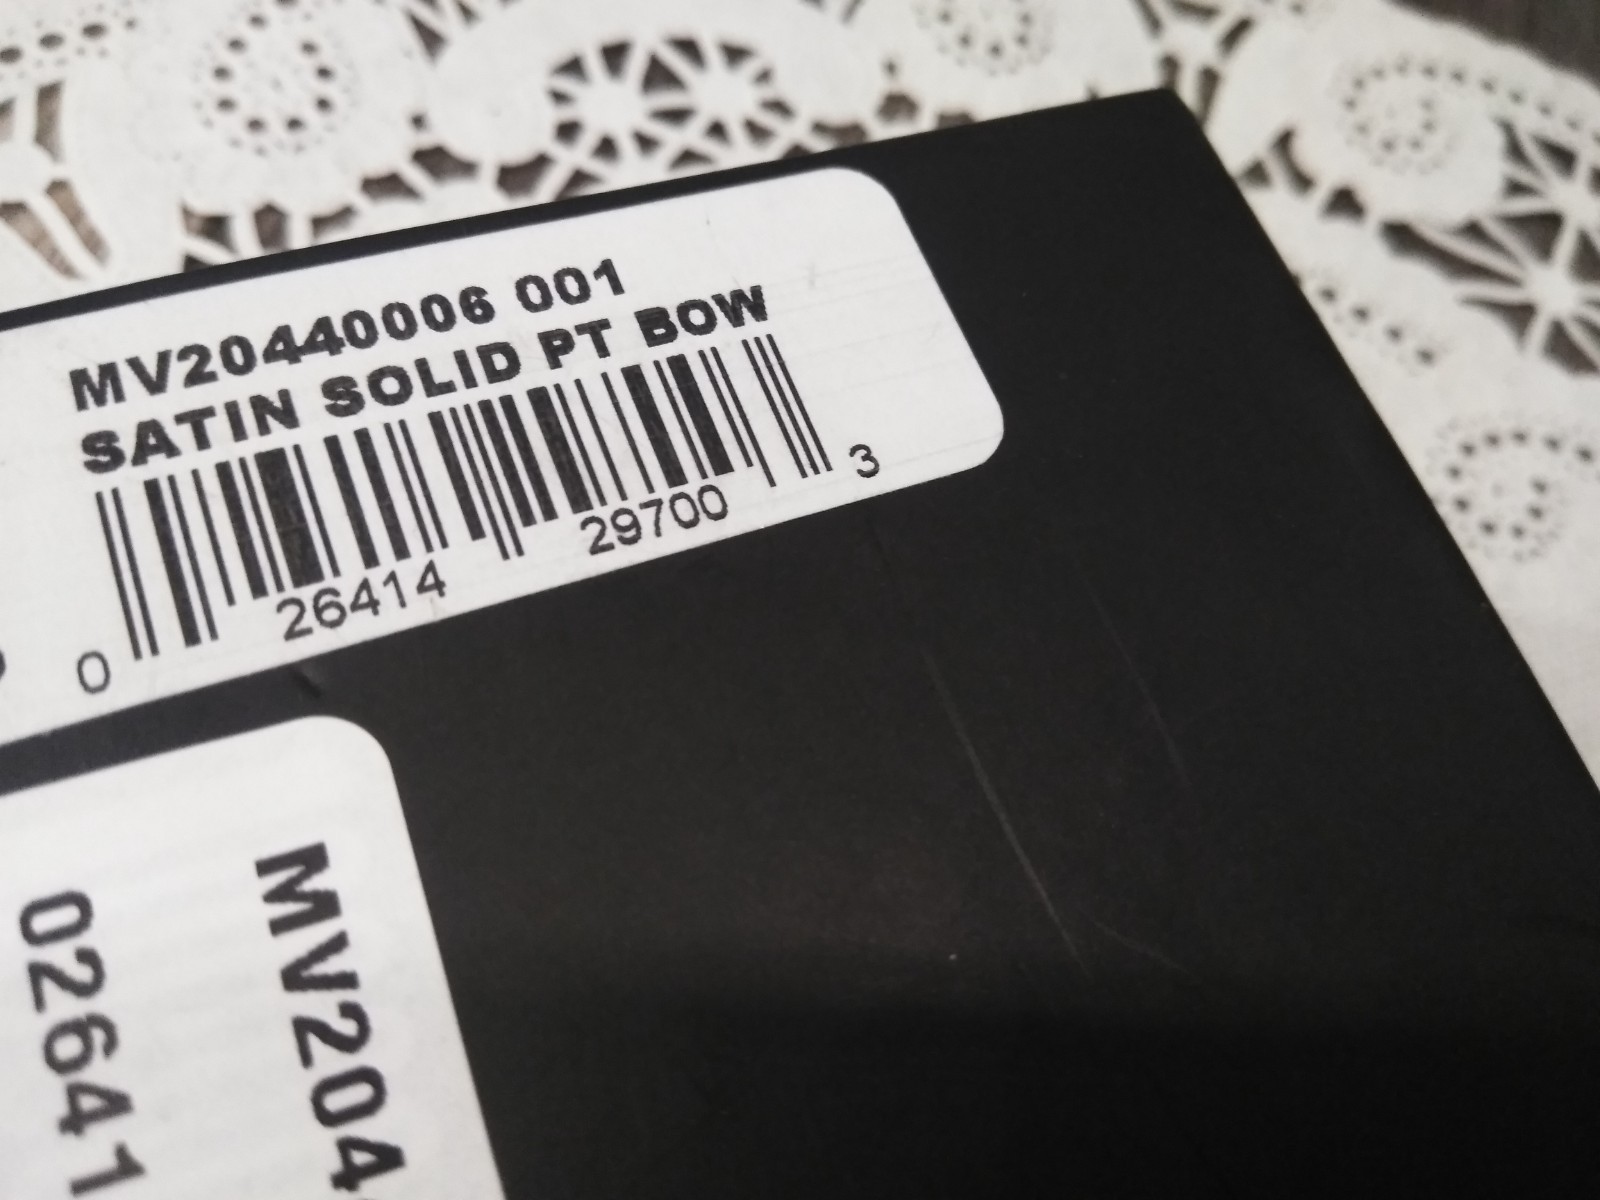 MV20440006 001
SATIN SOLID PT BOW
0 26414 29700 3
MV204
02641